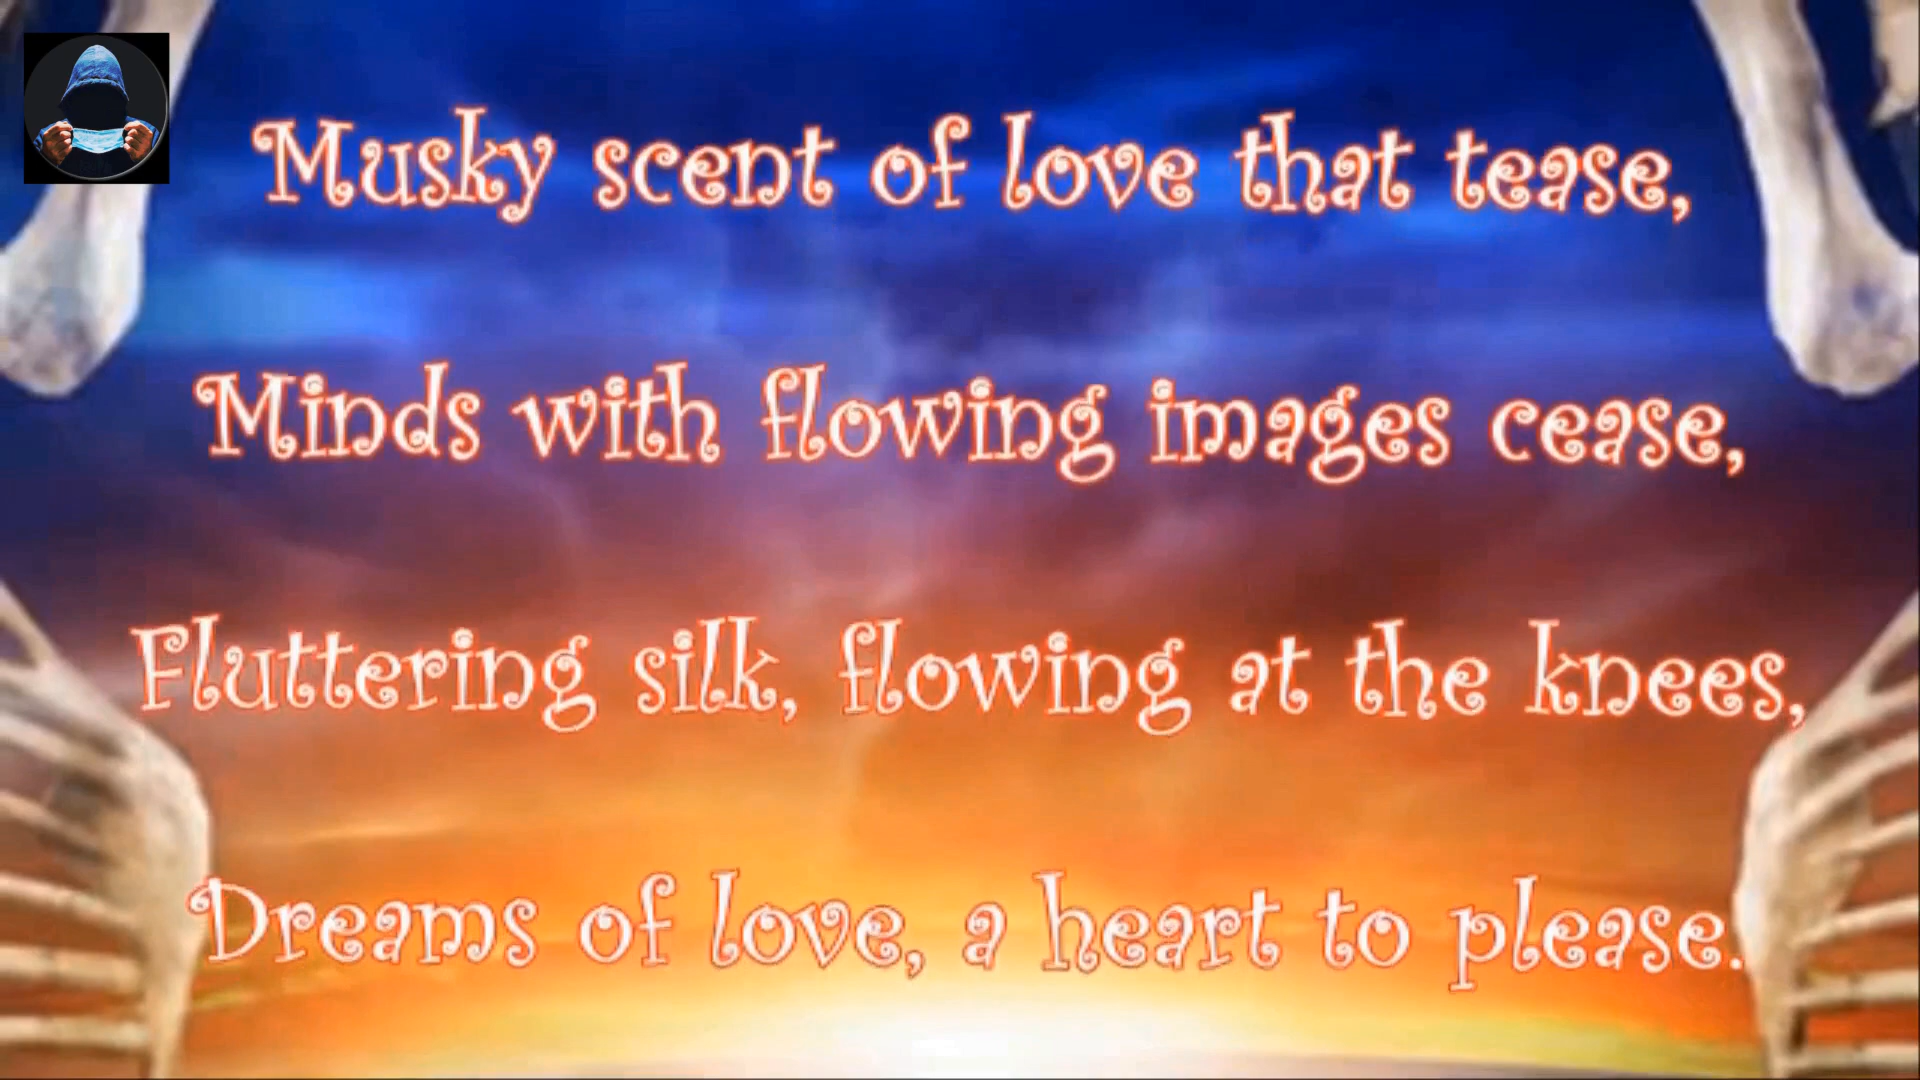 Musky scent of love that tease,
Minds with flowing images cease,
Fluttering silk, flowing at the knees,
Dreams of love, a heart to please.